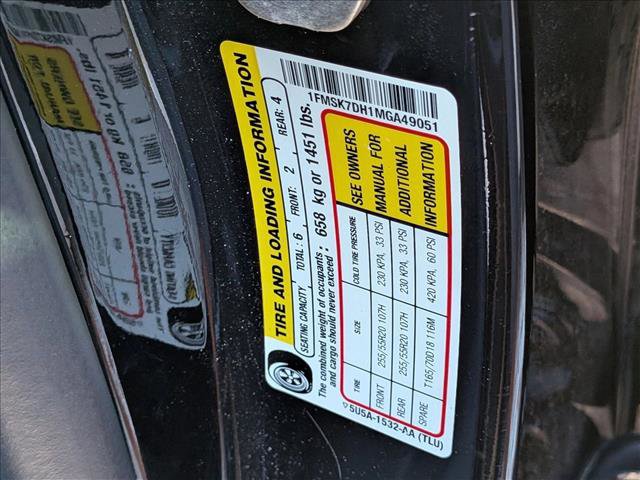 1FMSK7DH1MGA49051
TIRE AND LOADING INFORMATION
SEATING CAPACITY TOTAL: 6 FRONT: 2 REAR: 4
The combined weight of occupants : 658 kg or 1451 lbs.
and cargo should never exceed
TIRE SIZE COLD TIRE PRESSURE
FRONT 255/55R20 107H 230 KPA, 33 PSI
REAR 255/55R20 107H 230 KPA, 33 PSI
SPARE T165/70D18 116M 420 KPA, 60 PSI
SEE OWNERS
MANUAL FOR
ADDITIONAL
INFORMATION
5U5A-1532-AA (TLU)